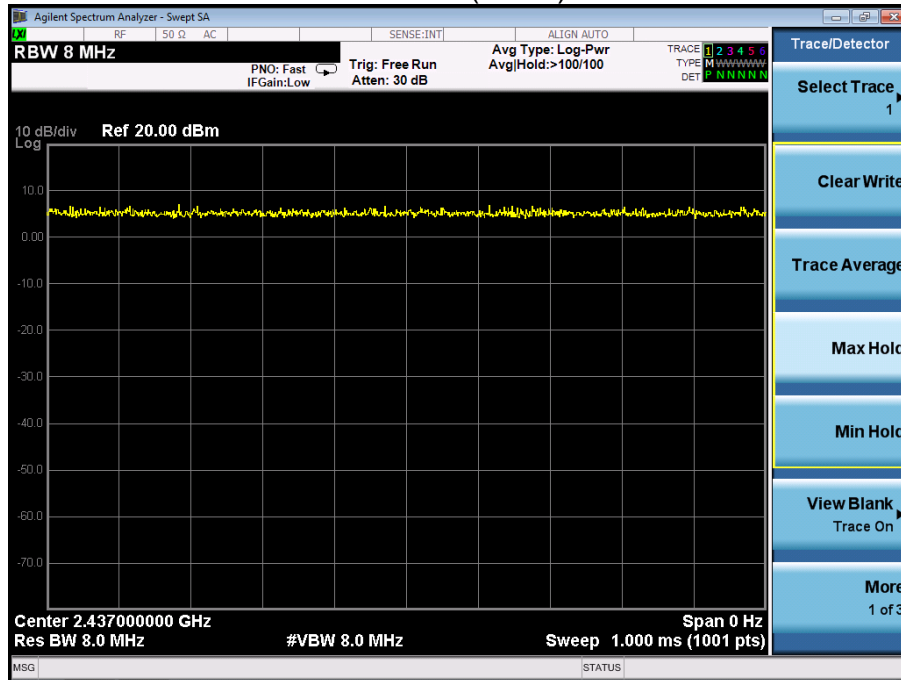 Agilent Spectrum Analyzer - Swept SA
LXI RF 50 Ω AC SENSE:INT ALIGN AUTO
RBW 8 MHz
PNO: Fast
IFGain:Low
Trig: Free Run
Atten: 30 dB
Avg Type: Log-Pwr
Avg|Hold:>100/100
TRACE 1 2 3 4 5 6
TYPE M WWWWW
DET P N N N N N
10 dB/div Ref 20.00 dBm
Log
10.0
0.00
-10.0
-20.0
-30.0
-40.0
-50.0
-60.0
-70.0
Center 2.437000000 GHz Span 0 Hz
Res BW 8.0 MHz #VBW 8.0 MHz Sweep 1.000 ms (1001 pts)
MSG STATUS
Trace/Detector
Select Trace
1
Clear Write
Trace Average
Max Hold
Min Hold
View Blank
Trace On
More
1 of 3